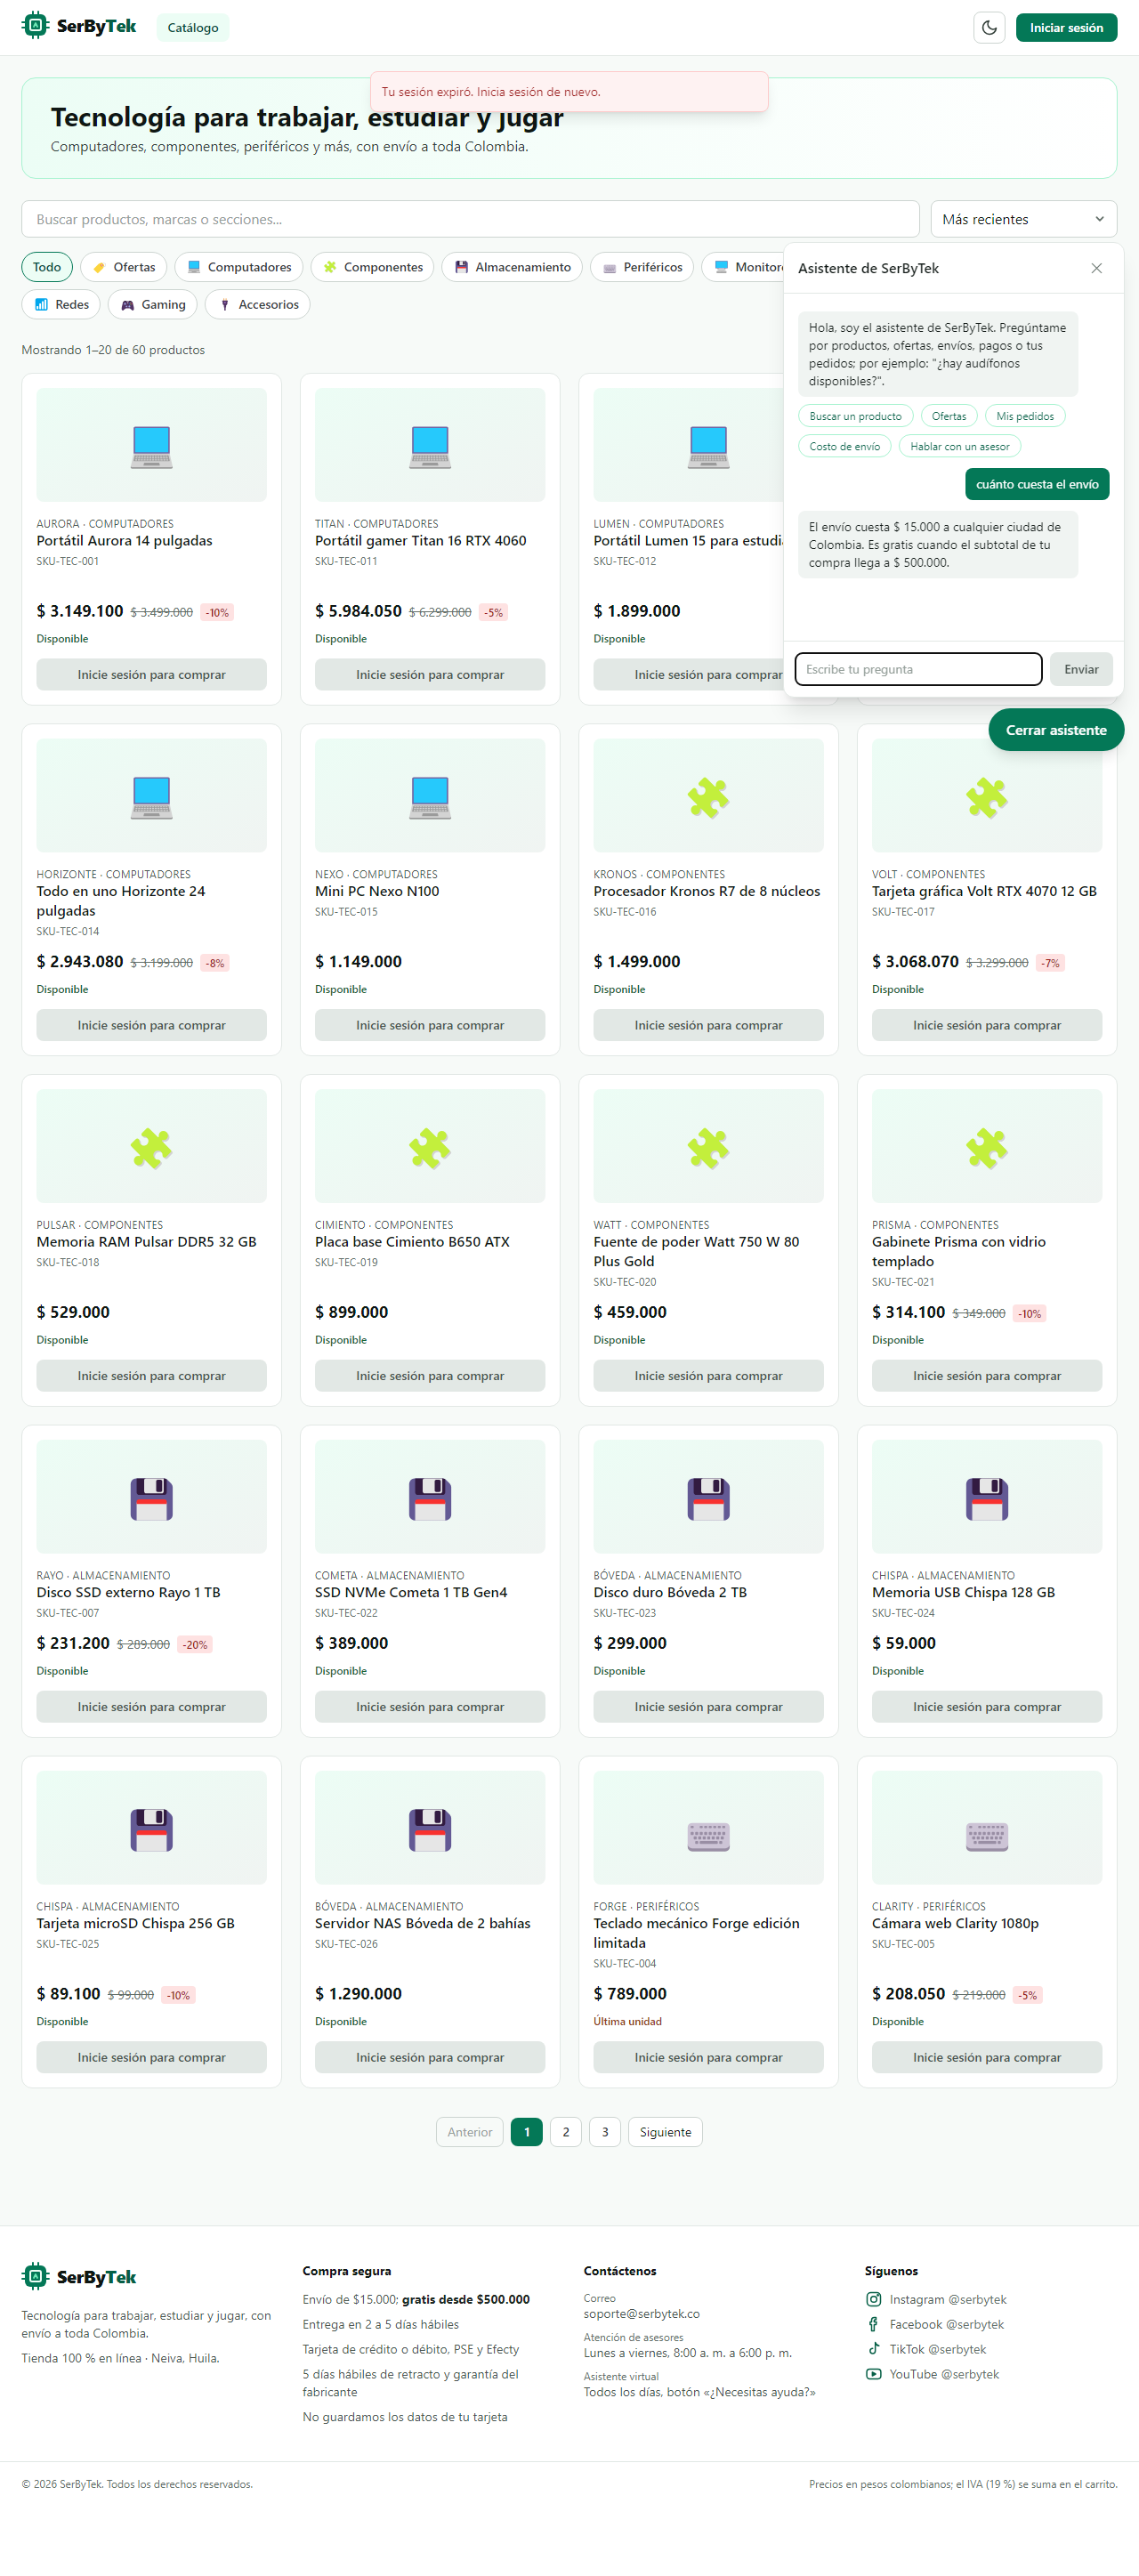 SerByTek
Catálogo
Iniciar sesión
Tu sesión expiró. Inicia sesión de nuevo.
Tecnología para trabajar, estudiar y jugar
Computadores, componentes, periféricos y más, con envío a toda Colombia.
Buscar productos, marcas o secciones...
Más recientes
Todo
Ofertas
Computadores
Componentes
Almacenamiento
Periféricos
Monitor
Redes
Gaming
Accesorios
Mostrando 1–20 de 60 productos
Asistente de SerByTek
Hola, soy el asistente de SerByTek. Pregúntame
por productos, ofertas, envíos, pagos o tus
pedidos; por ejemplo: "¿hay audífonos
disponibles?".
Buscar un producto
Ofertas
Mis pedidos
Costo de envío
Hablar con un asesor
cuánto cuesta el envío
El envío cuesta $ 15.000 a cualquier ciudad de
Colombia. Es gratis cuando el subtotal de tu
compra llega a $ 500.000.
Escribe tu pregunta
Enviar
Cerrar asistente
AURORA · COMPUTADORES
Portátil Aurora 14 pulgadas
SKU-TEC-001
$ 3.149.100 $ 3.499.000 -10%
Disponible
Inicie sesión para comprar
TITAN · COMPUTADORES
Portátil gamer Titan 16 RTX 4060
SKU-TEC-011
$ 5.984.050 $ 6.299.000 -5%
Disponible
Inicie sesión para comprar
LUMEN · COMPUTADORES
Portátil Lumen 15 para estudi
SKU-TEC-012
$ 1.899.000
Disponible
Inicie sesión para comprar
HORIZONTE · COMPUTADORES
Todo en uno Horizonte 24
pulgadas
SKU-TEC-014
$ 2.943.080 $ 3.199.000 -8%
Disponible
Inicie sesión para comprar
NEXO · COMPUTADORES
Mini PC Nexo N100
SKU-TEC-015
$ 1.149.000
Disponible
Inicie sesión para comprar
KRONOS · COMPONENTES
Procesador Kronos R7 de 8 núcleos
SKU-TEC-016
$ 1.499.000
Disponible
Inicie sesión para comprar
VOLT · COMPONENTES
Tarjeta gráfica Volt RTX 4070 12 GB
SKU-TEC-017
$ 3.068.070 $ 3.299.000 -7%
Disponible
Inicie sesión para comprar
PULSAR · COMPONENTES
Memoria RAM Pulsar DDR5 32 GB
SKU-TEC-018
$ 529.000
Disponible
Inicie sesión para comprar
CIMIENTO · COMPONENTES
Placa base Cimiento B650 ATX
SKU-TEC-019
$ 899.000
Disponible
Inicie sesión para comprar
WATT · COMPONENTES
Fuente de poder Watt 750 W 80
Plus Gold
SKU-TEC-020
$ 459.000
Disponible
Inicie sesión para comprar
PRISMA · COMPONENTES
Gabinete Prisma con vidrio
templado
SKU-TEC-021
$ 314.100 $ 349.000 -10%
Disponible
Inicie sesión para comprar
RAYO · ALMACENAMIENTO
Disco SSD externo Rayo 1 TB
SKU-TEC-007
$ 231.200 $ 289.000 -20%
Disponible
Inicie sesión para comprar
COMETA · ALMACENAMIENTO
SSD NVMe Cometa 1 TB Gen4
SKU-TEC-022
$ 389.000
Disponible
Inicie sesión para comprar
BÓVEDA · ALMACENAMIENTO
Disco duro Bóveda 2 TB
SKU-TEC-023
$ 299.000
Disponible
Inicie sesión para comprar
CHISPA · ALMACENAMIENTO
Memoria USB Chispa 128 GB
SKU-TEC-024
$ 59.000
Disponible
Inicie sesión para comprar
CHISPA · ALMACENAMIENTO
Tarjeta microSD Chispa 256 GB
SKU-TEC-025
$ 89.100 $ 99.000 -10%
Disponible
Inicie sesión para comprar
BÓVEDA · ALMACENAMIENTO
Servidor NAS Bóveda de 2 bahías
SKU-TEC-026
$ 1.290.000
Disponible
Inicie sesión para comprar
FORGE · PERIFÉRICOS
Teclado mecánico Forge edición
limitada
SKU-TEC-004
$ 789.000
Última unidad
Inicie sesión para comprar
CLARITY · PERIFÉRICOS
Cámara web Clarity 1080p
SKU-TEC-005
$ 208.050 $ 219.000 -5%
Disponible
Inicie sesión para comprar
Anterior
1
2
3
Siguiente
SerByTek
Tecnología para trabajar, estudiar y jugar, con
envío a toda Colombia.
Tienda 100 % en línea · Neiva, Huila.
Compra segura
Envío de $15.000; gratis desde $500.000
Entrega en 2 a 5 días hábiles
Tarjeta de crédito o débito, PSE y Efecty
5 días hábiles de retracto y garantía del
fabricante
No guardamos los datos de tu tarjeta
Contáctenos
Correo
soporte@serbytek.co
Atención de asesores
Lunes a viernes, 8:00 a. m. a 6:00 p. m.
Asistente virtual
Todos los días, botón «¿Necesitas ayuda?»
Síguenos
Instagram @serbytek
Facebook @serbytek
TikTok @serbytek
YouTube @serbytek
© 2026 SerByTek. Todos los derechos reservados.
Precios en pesos colombianos; el IVA (19 %) se suma en el carrito.